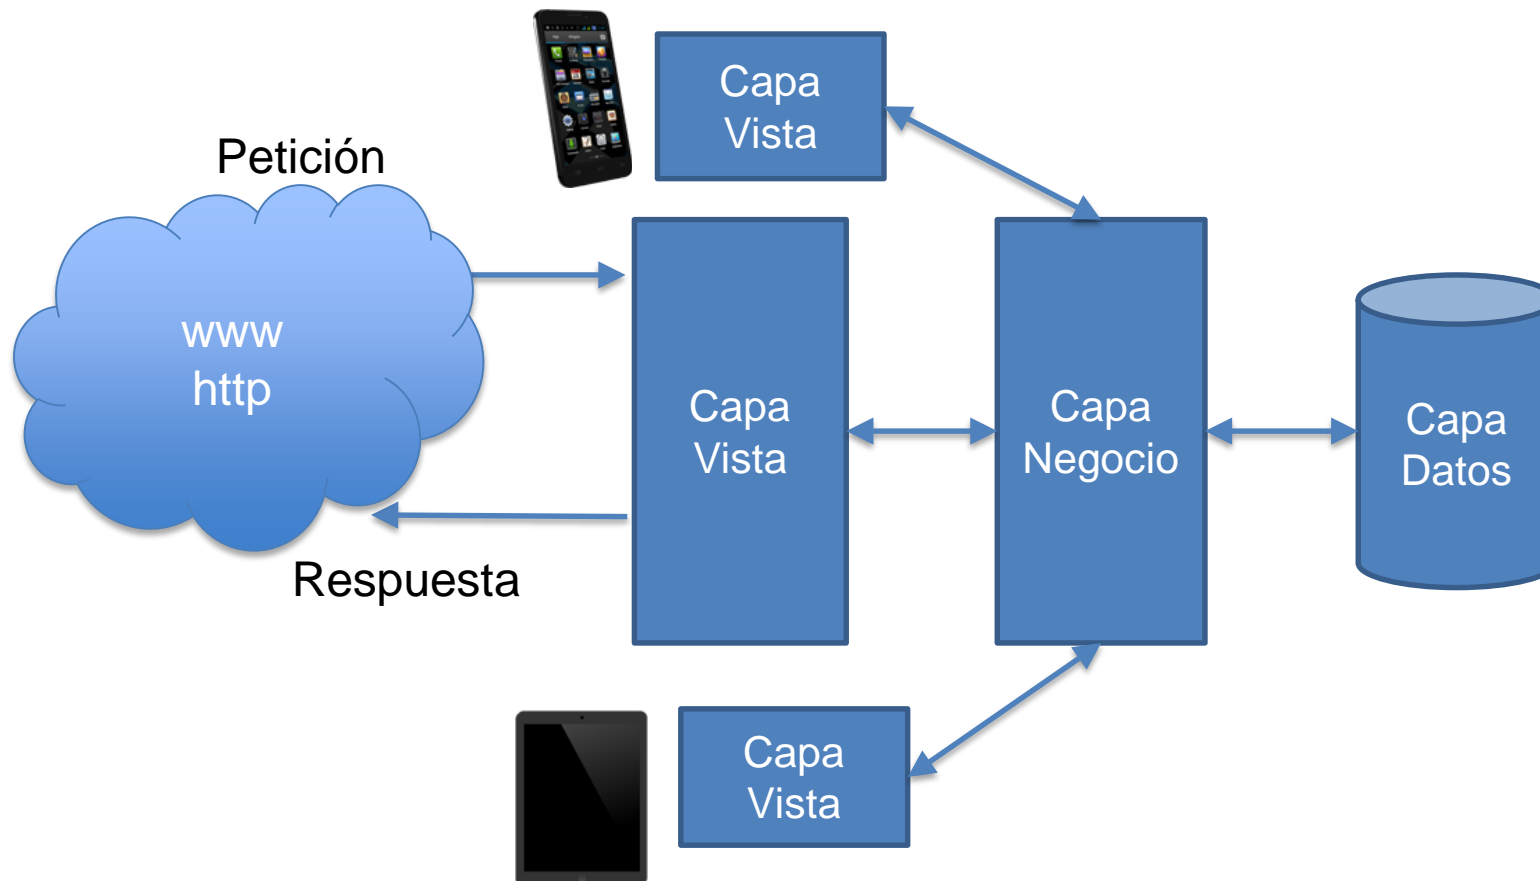 Petición
www
http
Respuesta
Capa
Vista
Capa
Vista
Capa
Negocio
Capa
Datos
Capa
Vista